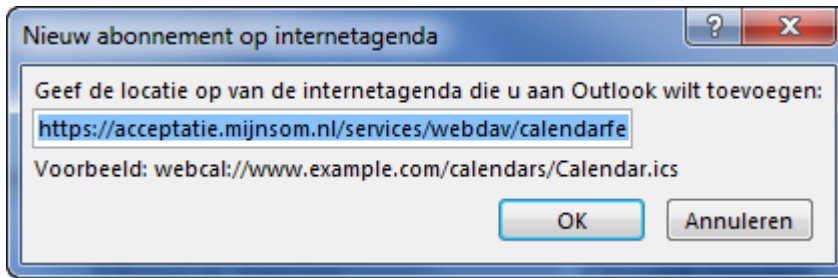 Nieuw abonnement op internetagenda
?
X
Geef de locatie op van de internetagenda die u aan Outlook wilt toevoegen:
https://acceptatie.mijnsom.nl/services/webdav/calendarfe
Voorbeeld: webcal://www.example.com/calendars/Calendar.ics
OK Annuleren